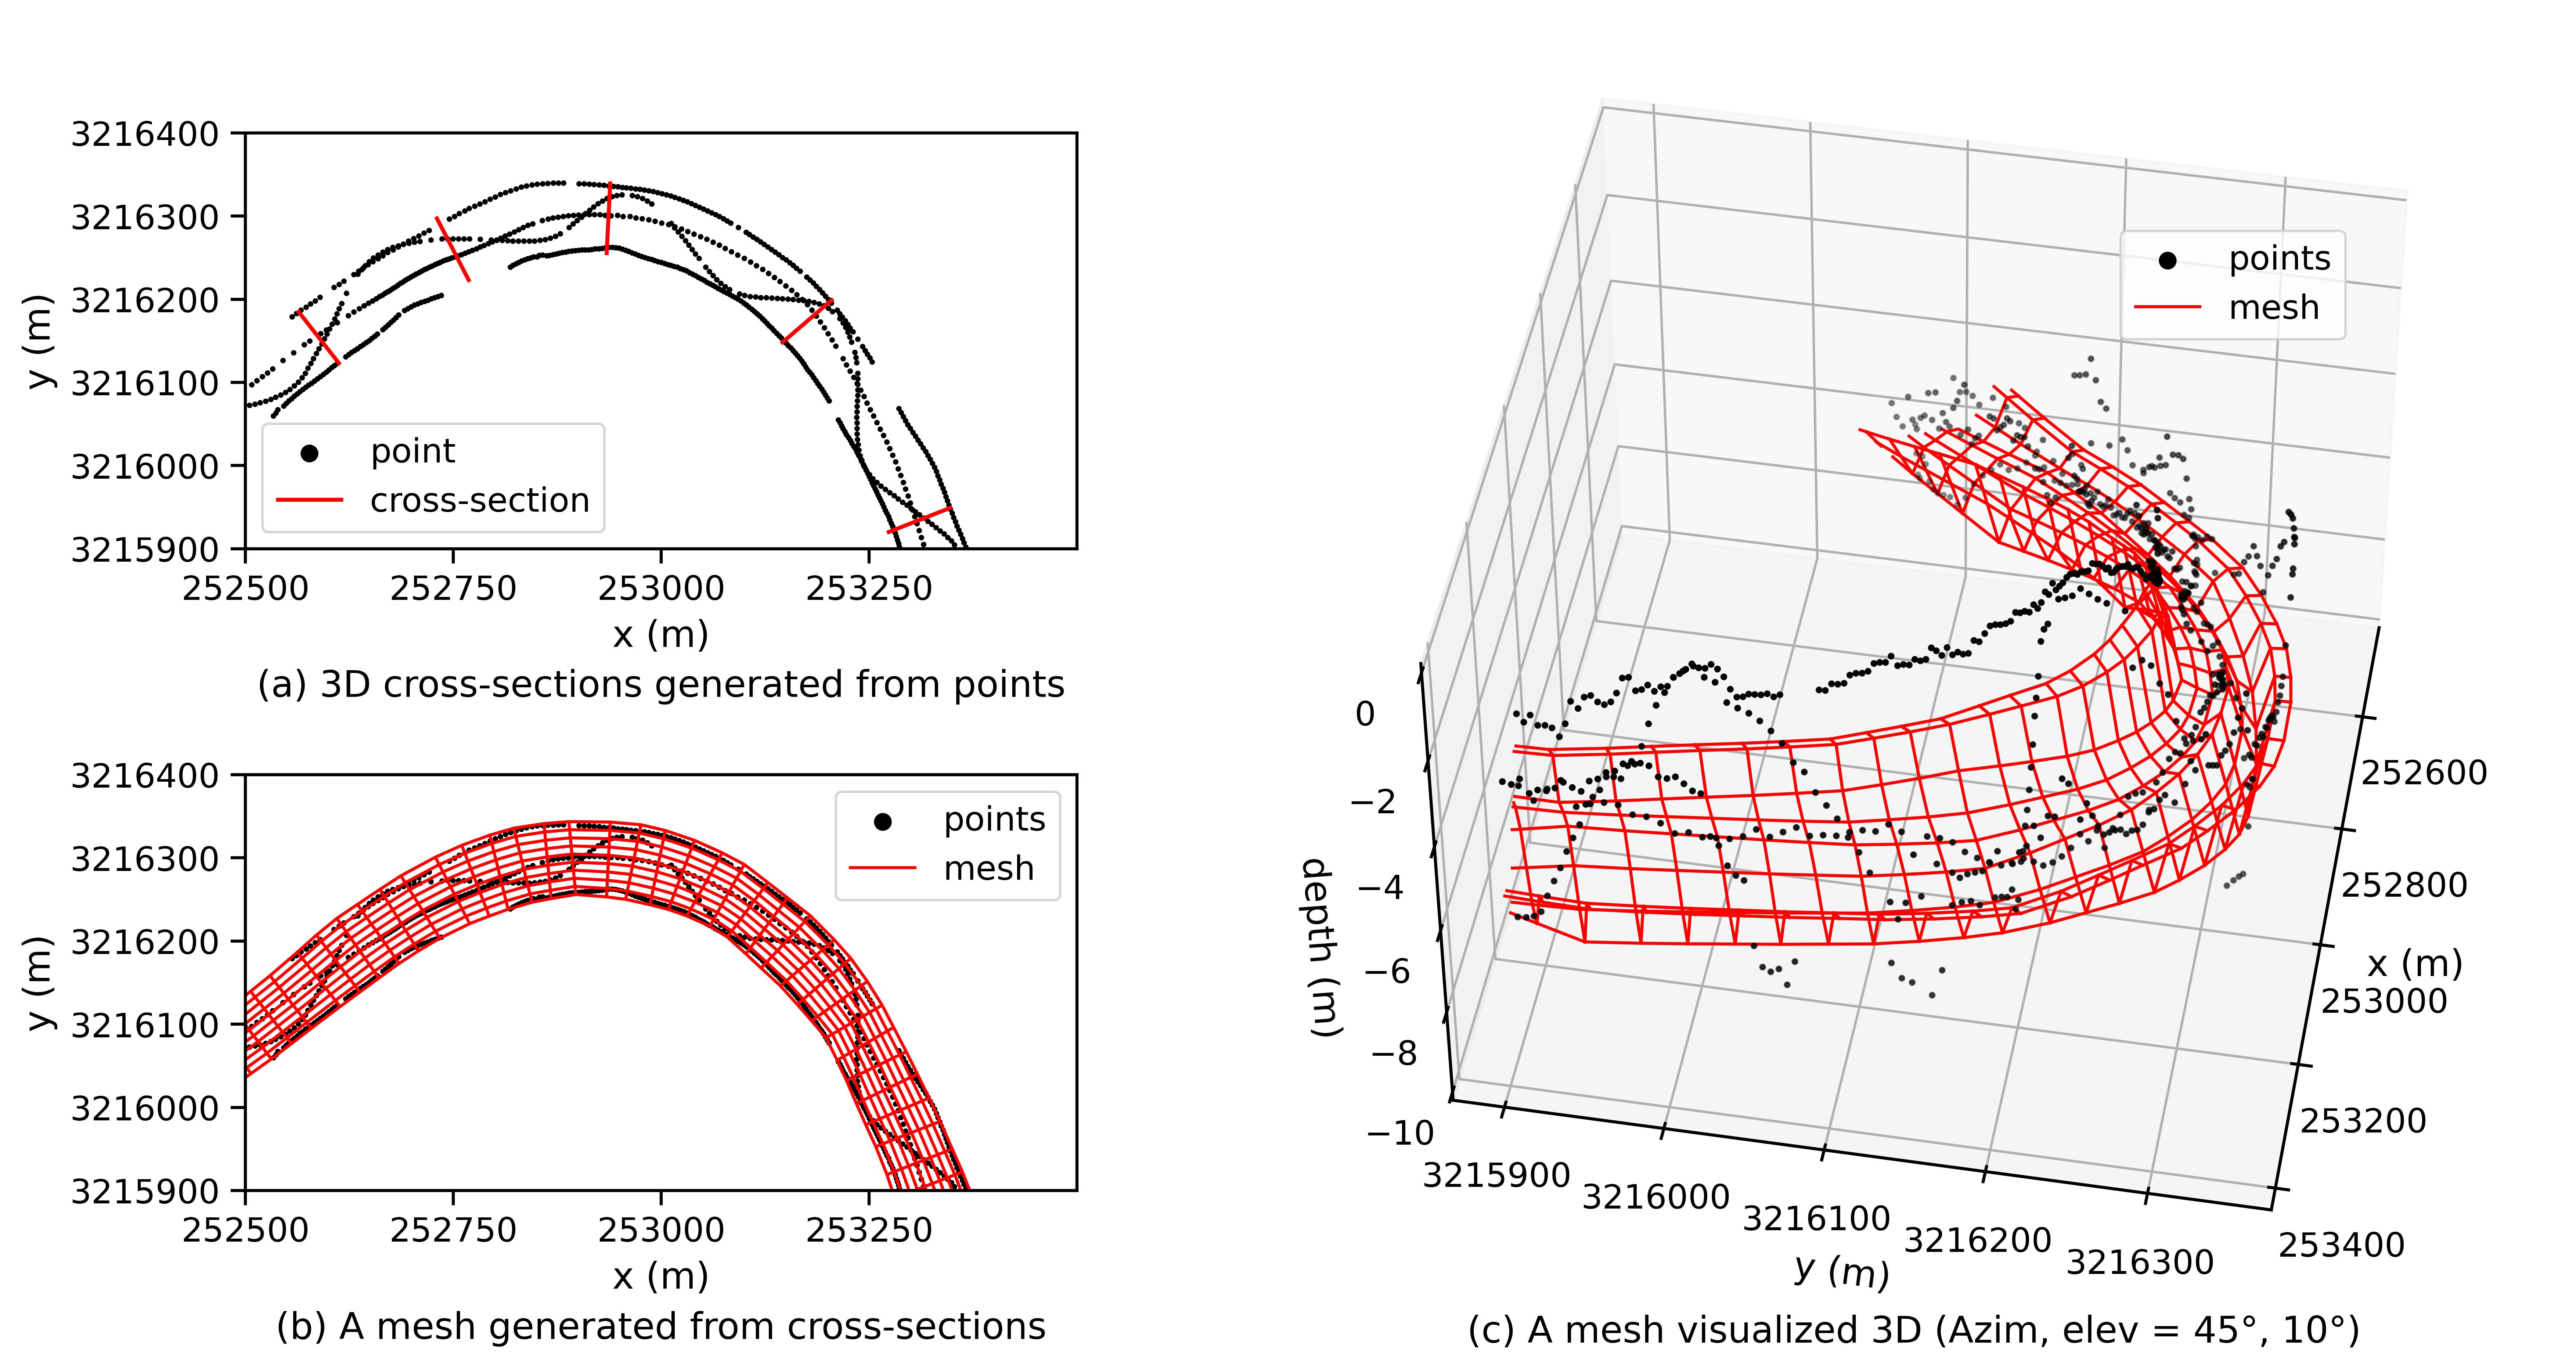 3216400
3216300
3216200
3216100
3216000
3215900
y (m)
point
cross-section
252500 252750 253000 253250
x (m)
(a) 3D cross-sections generated from points
3216400
3216300
3216200
3216100
3216000
3215900
y (m)
points
mesh
252500 252750 253000 253250
x (m)
(b) A mesh generated from cross-sections
points
mesh
0
−2
−4
−6
−8
−10
depth (m)
3215900
3216000
3216100
3216200
3216300
y (m)
252600
252800
253000
253200
253400
x (m)
(c) A mesh visualized 3D (Azim, elev = 45°, 10°)